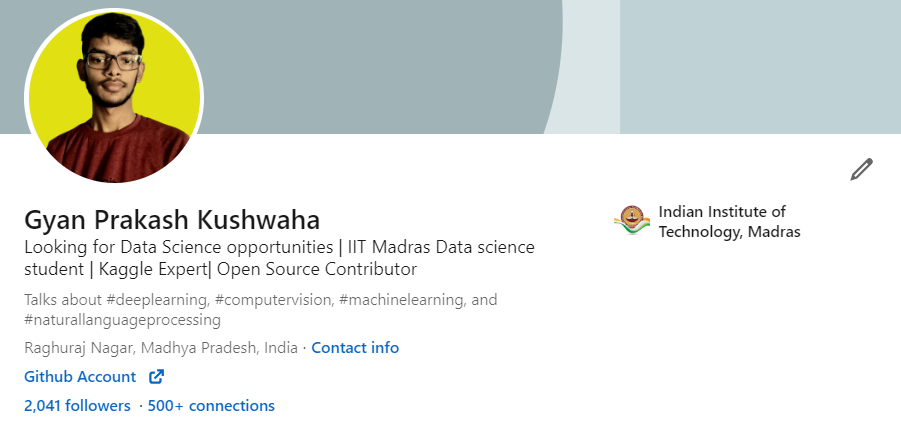 Gyan Prakash Kushwaha
Looking for Data Science opportunities | IIT Madras Data science
student | Kaggle Expert| Open Source Contributor
Talks about #deeplearning, #computervision, #machinelearning, and
#naturallanguageprocessing
Raghuraj Nagar, Madhya Pradesh, India · Contact info
Github Account
2,041 followers · 500+ connections
Indian Institute of
Technology, Madras